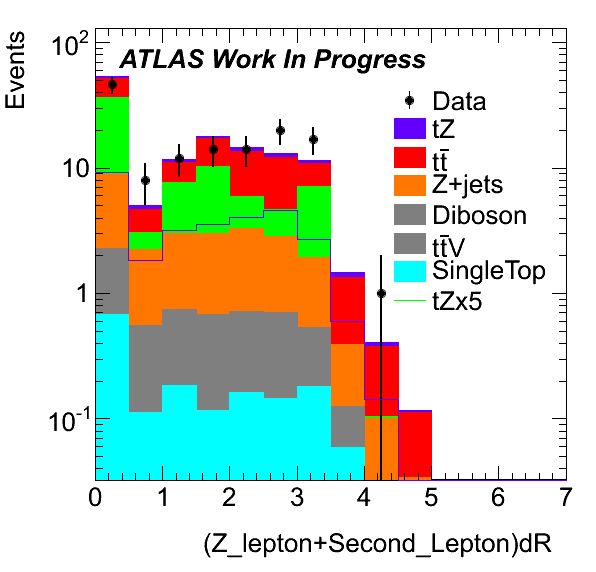 Events
10²
10
1
10⁻¹
ATLAS Work In Progress
Data
tZ
tt̄
Z+jets
Diboson
tt̄V
SingleTop
tZx5
0 1 2 3 4 5 6 7
(Z_lepton+Second_Lepton)dR